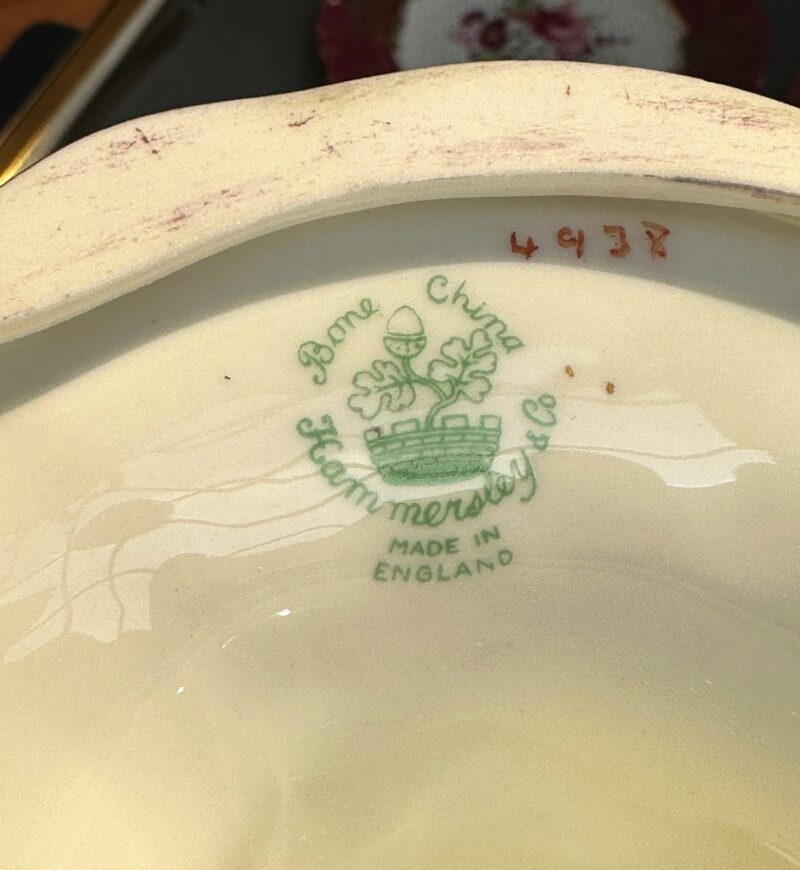 4938
Bone China
Hammersley & Co
MADE IN
ENGLAND